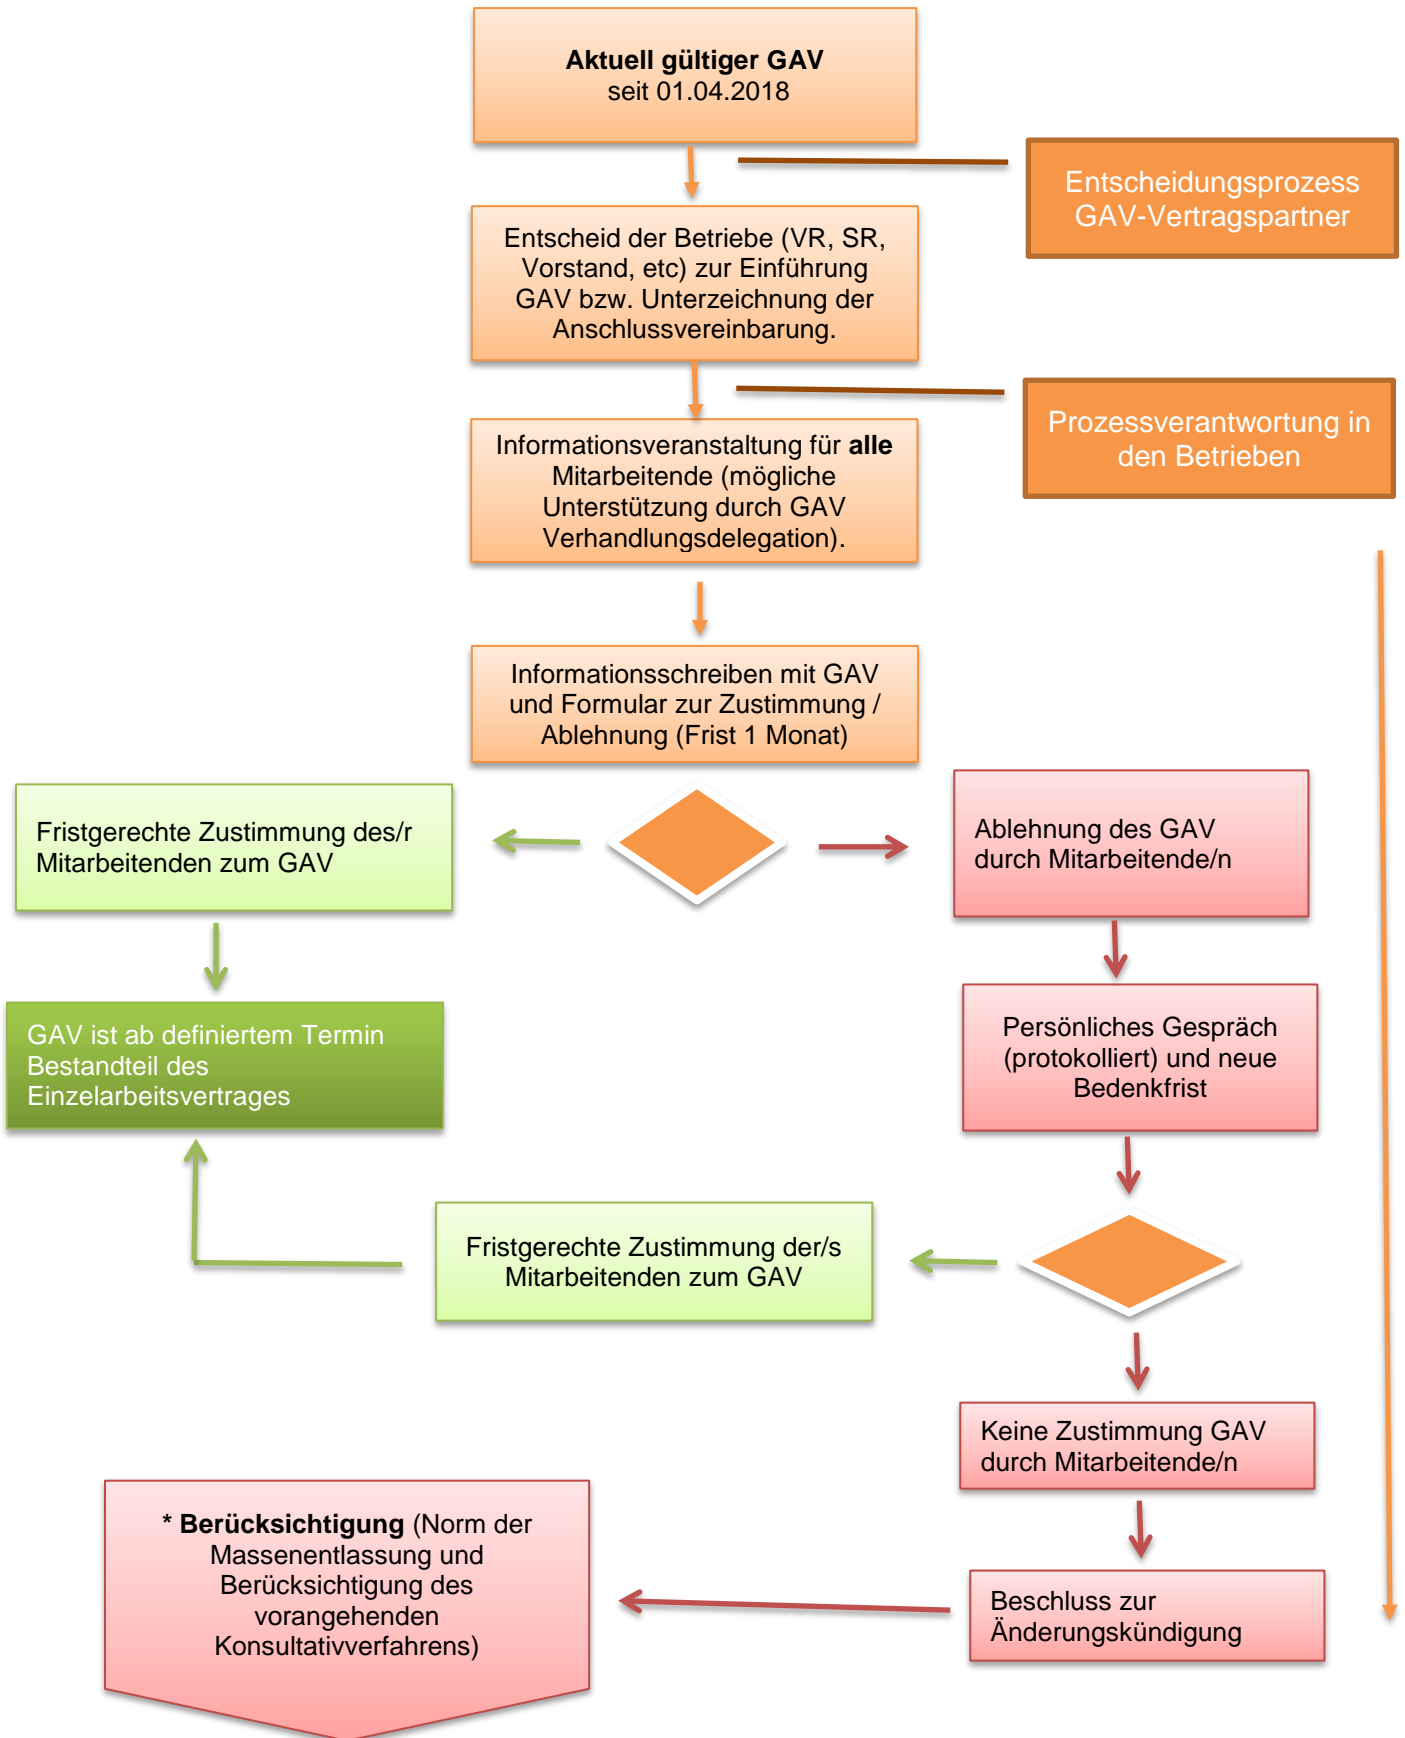 Aktuell gültiger GAV
seit 01.04.2018
Entscheidungsprozess
GAV-Vertragspartner
Entscheid der Betriebe (VR, SR,
Vorstand, etc) zur Einführung
GAV bzw. Unterzeichnung der
Anschlussvereinbarung.
Prozessverantwortung in
den Betrieben
Informationsveranstaltung für alle
Mitarbeitende (mögliche
Unterstützung durch GAV
Verhandlungsdelegation).
Informationsschreiben mit GAV
und Formular zur Zustimmung /
Ablehnung (Frist 1 Monat)
Fristgerechte Zustimmung des/r
Mitarbeitenden zum GAV
Ablehnung des GAV
durch Mitarbeitende/n
GAV ist ab definiertem Termin
Bestandteil des
Einzelarbeitsvertrages
Persönliches Gespräch
(protokolliert) und neue
Bedenkfrist
Fristgerechte Zustimmung der/s
Mitarbeitenden zum GAV
Keine Zustimmung GAV
durch Mitarbeitende/n
* Berücksichtigung (Norm der
Massenentlassung und
Berücksichtigung des
vorangehenden
Konsultativverfahrens)
Beschluss zur
Änderungskündigung